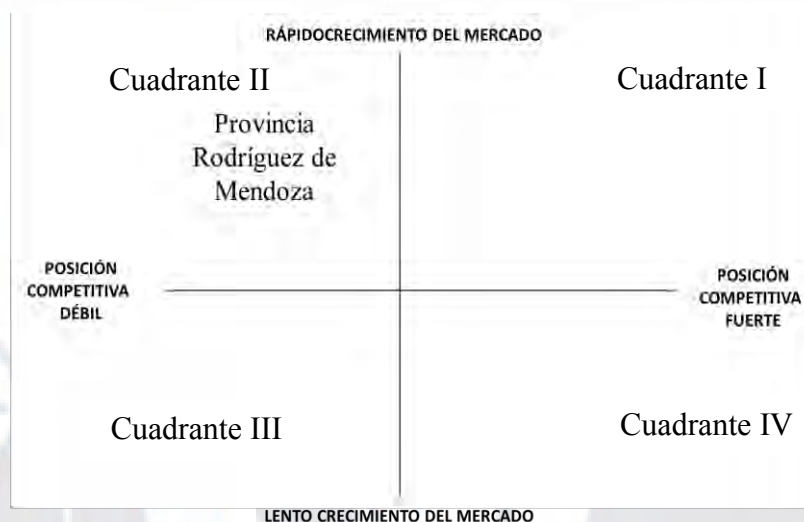 RÁPIDOCRECIMIENTO DEL MERCADO
Cuadrante II
Cuadrante I
Provincia
Rodríguez de
Mendoza
POSICIÓN
COMPETITIVA
DÉBIL
POSICIÓN
COMPETITIVA
FUERTE
Cuadrante III
Cuadrante IV
LENTO CRECIMIENTO DEL MERCADO